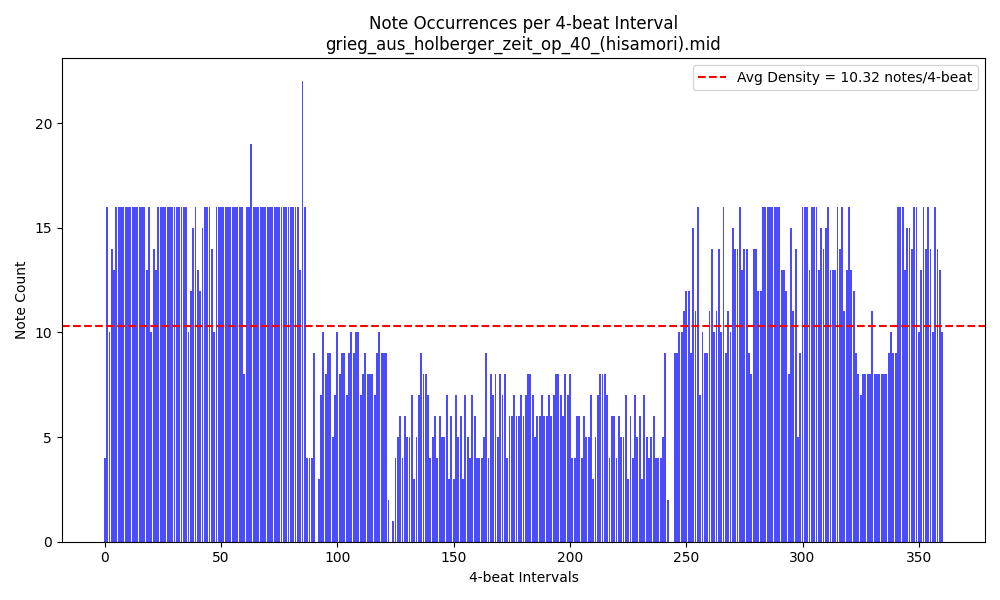 Note Occurrences per 4-beat Interval
grieg_aus_holberger_zeit_op_40_(hisamori).mid
Avg Density = 10.32 notes/4-beat
Note Count
20
15
10
5
0
0 50 100 150 200 250 300 350
4-beat Intervals